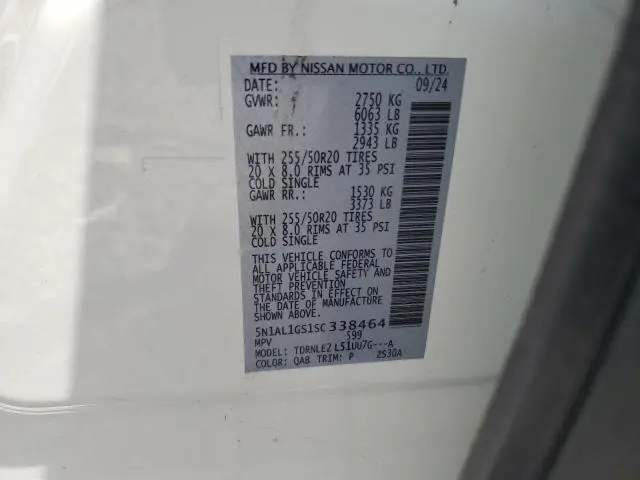 MFD BY NISSAN MOTOR CO., LTD.
DATE: 09/24
GVWR: 2750 KG
6063 LB
GAWR FR.: 1335 KG
2943 LB
WITH 255/50R20 TIRES
20 X 8.0 RIMS AT 35 PSI
COLD SINGLE
GAWR RR.: 1530 KG
3373 LB
WITH 255/50R20 TIRES
20 X 8.0 RIMS AT 35 PSI
COLD SINGLE
THIS VEHICLE CONFORMS TO
ALL APPLICABLE FEDERAL
MOTOR VEHICLE SAFETY AND
THEFT PREVENTION
STANDARDS IN EFFECT ON
THE DATE OF MANUFACTURE
SHOWN ABOVE.
5N1AL1GS1SC338464
MPV S99
MODEL: TDRNLEZ L51UU7G---A
COLOR: QAB TRIM: P ZS30A